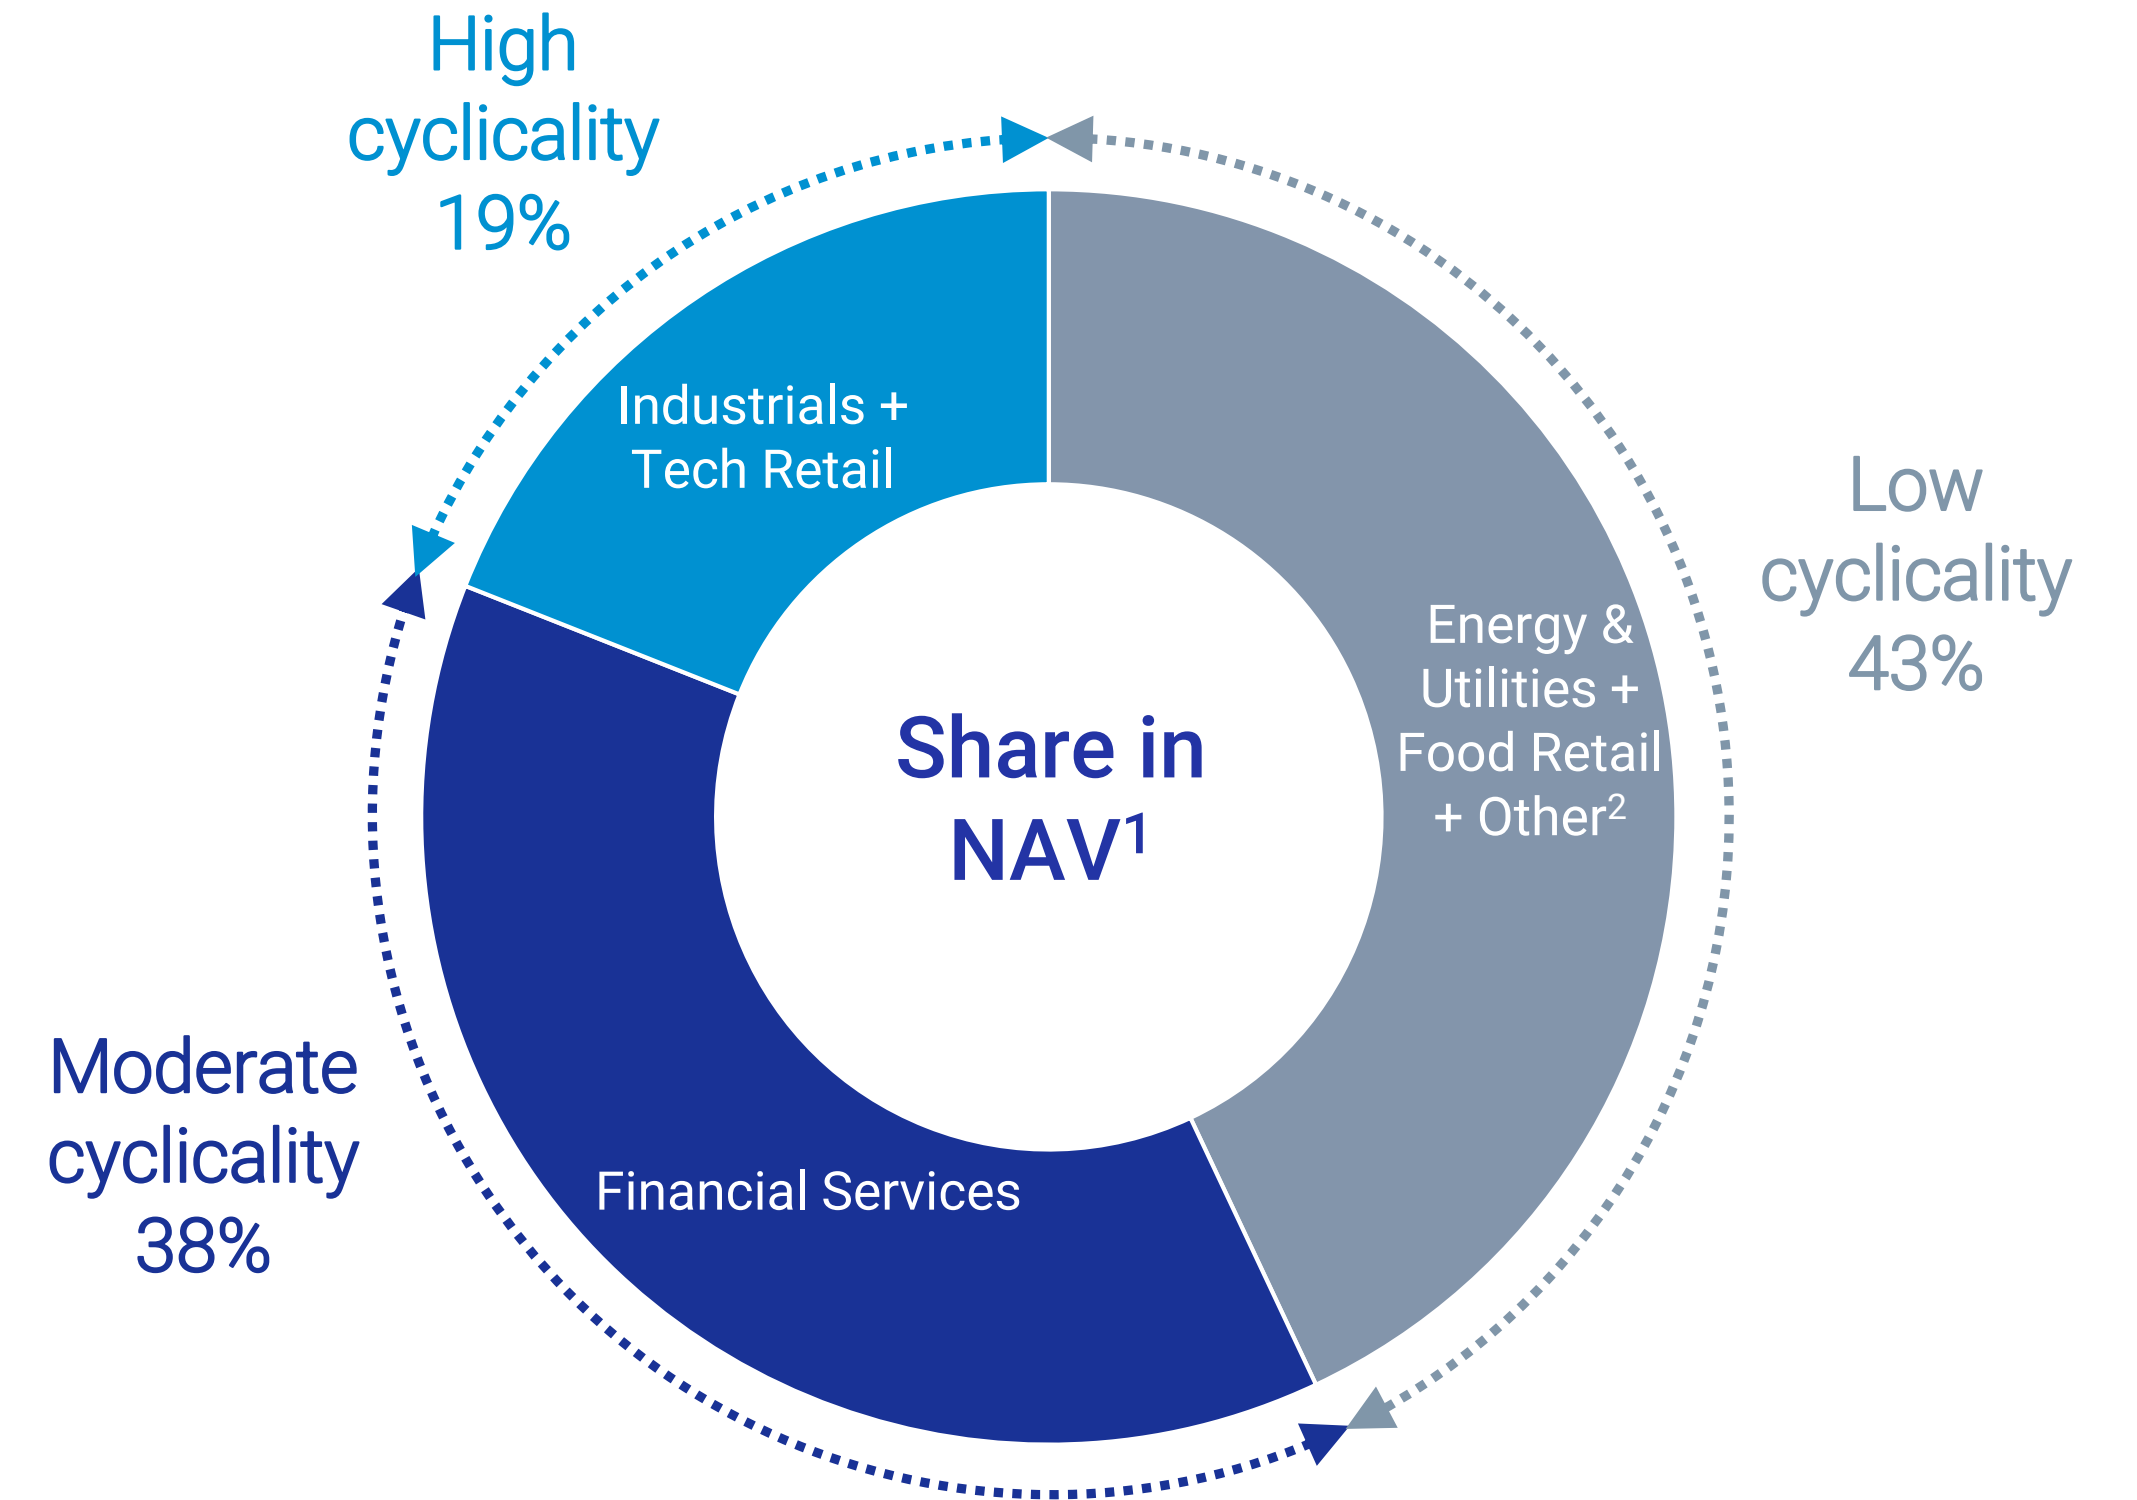 High
cyclicality
19%
Industrials +
Tech Retail
Low
cyclicality
43%
Energy &
Utilities +
Food Retail
+ Other²
Share in
NAV¹
Moderate
cyclicality
38%
Financial Services